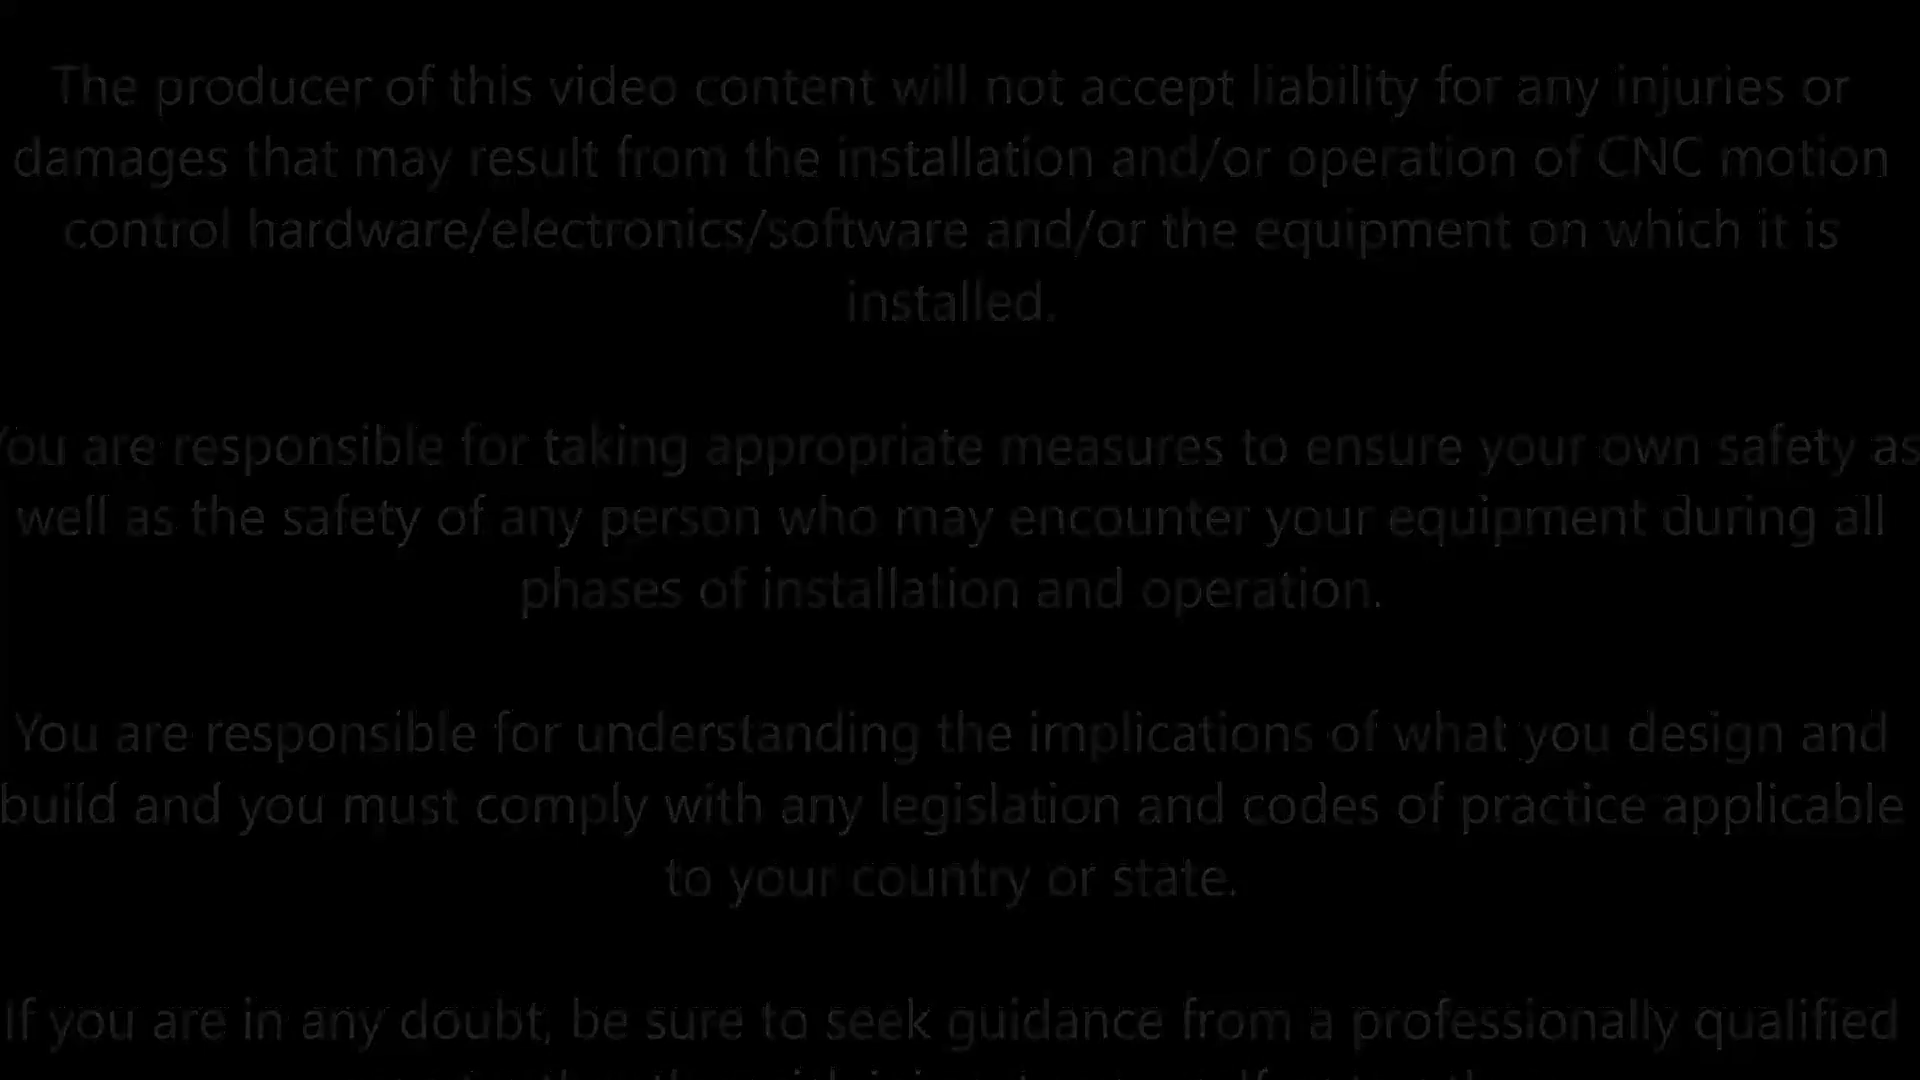 The producer of this video content will not accept liability for any injuries or
damages that may result from the installation and/or operation of CNC motion
control hardware/electronics/software and/or the equipment on which it is
installed.
You are responsible for taking appropriate measures to ensure your own safety as
well as the safety of any person who may encounter your equipment during all
phases of installation and operation.
You are responsible for understanding the implications of what you design and
build and you must comply with any legislation and codes of practice applicable
to your country or state.
If you are in any doubt, be sure to seek guidance from a professionally qualified